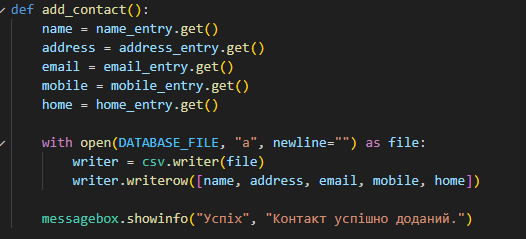 def add_contact():
    name = name_entry.get()
    address = address_entry.get()
    email = email_entry.get()
    mobile = mobile_entry.get()
    home = home_entry.get()

    with open(DATABASE_FILE, "a", newline="") as file:
        writer = csv.writer(file)
        writer.writerow([name, address, email, mobile, home])

    messagebox.showinfo("Успіх", "Контакт успішно доданий.")